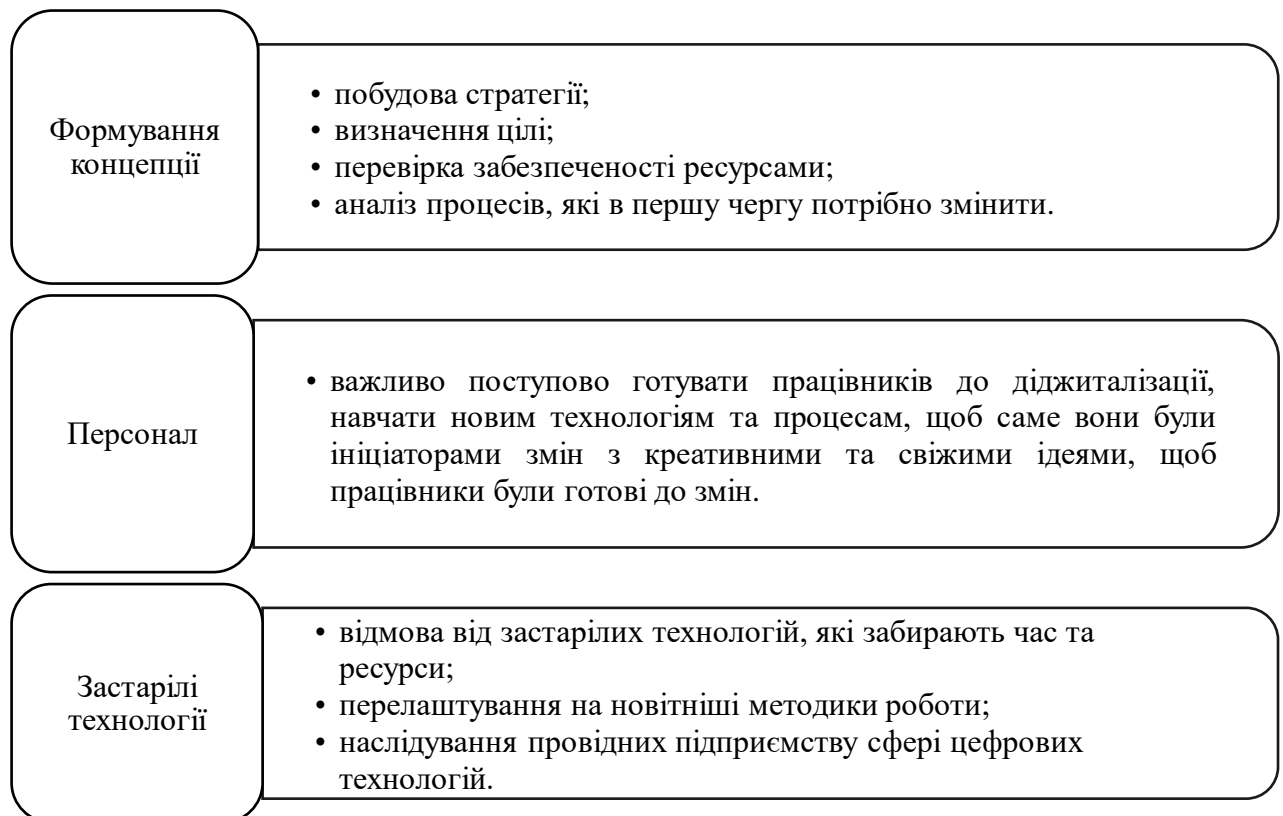 Формування
концепції
• побудова стратегії;
• визначення цілі;
• перевірка забезпеченості ресурсами;
• аналіз процесів, які в першу чергу потрібно змінити.
Персонал
• важливо поступово готувати працівників до діджиталізації,
навчати новим технологіям та процесам, щоб саме вони були
ініціаторами змін з креативними та свіжими ідеями, щоб
працівники були готові до змін.
Застарілі
технології
• відмова від застарілих технологій, які забирають час та
ресурси;
• перелаштування на новітніші методики роботи;
• наслідування провідних підприємству сфері цефрових
технологій.